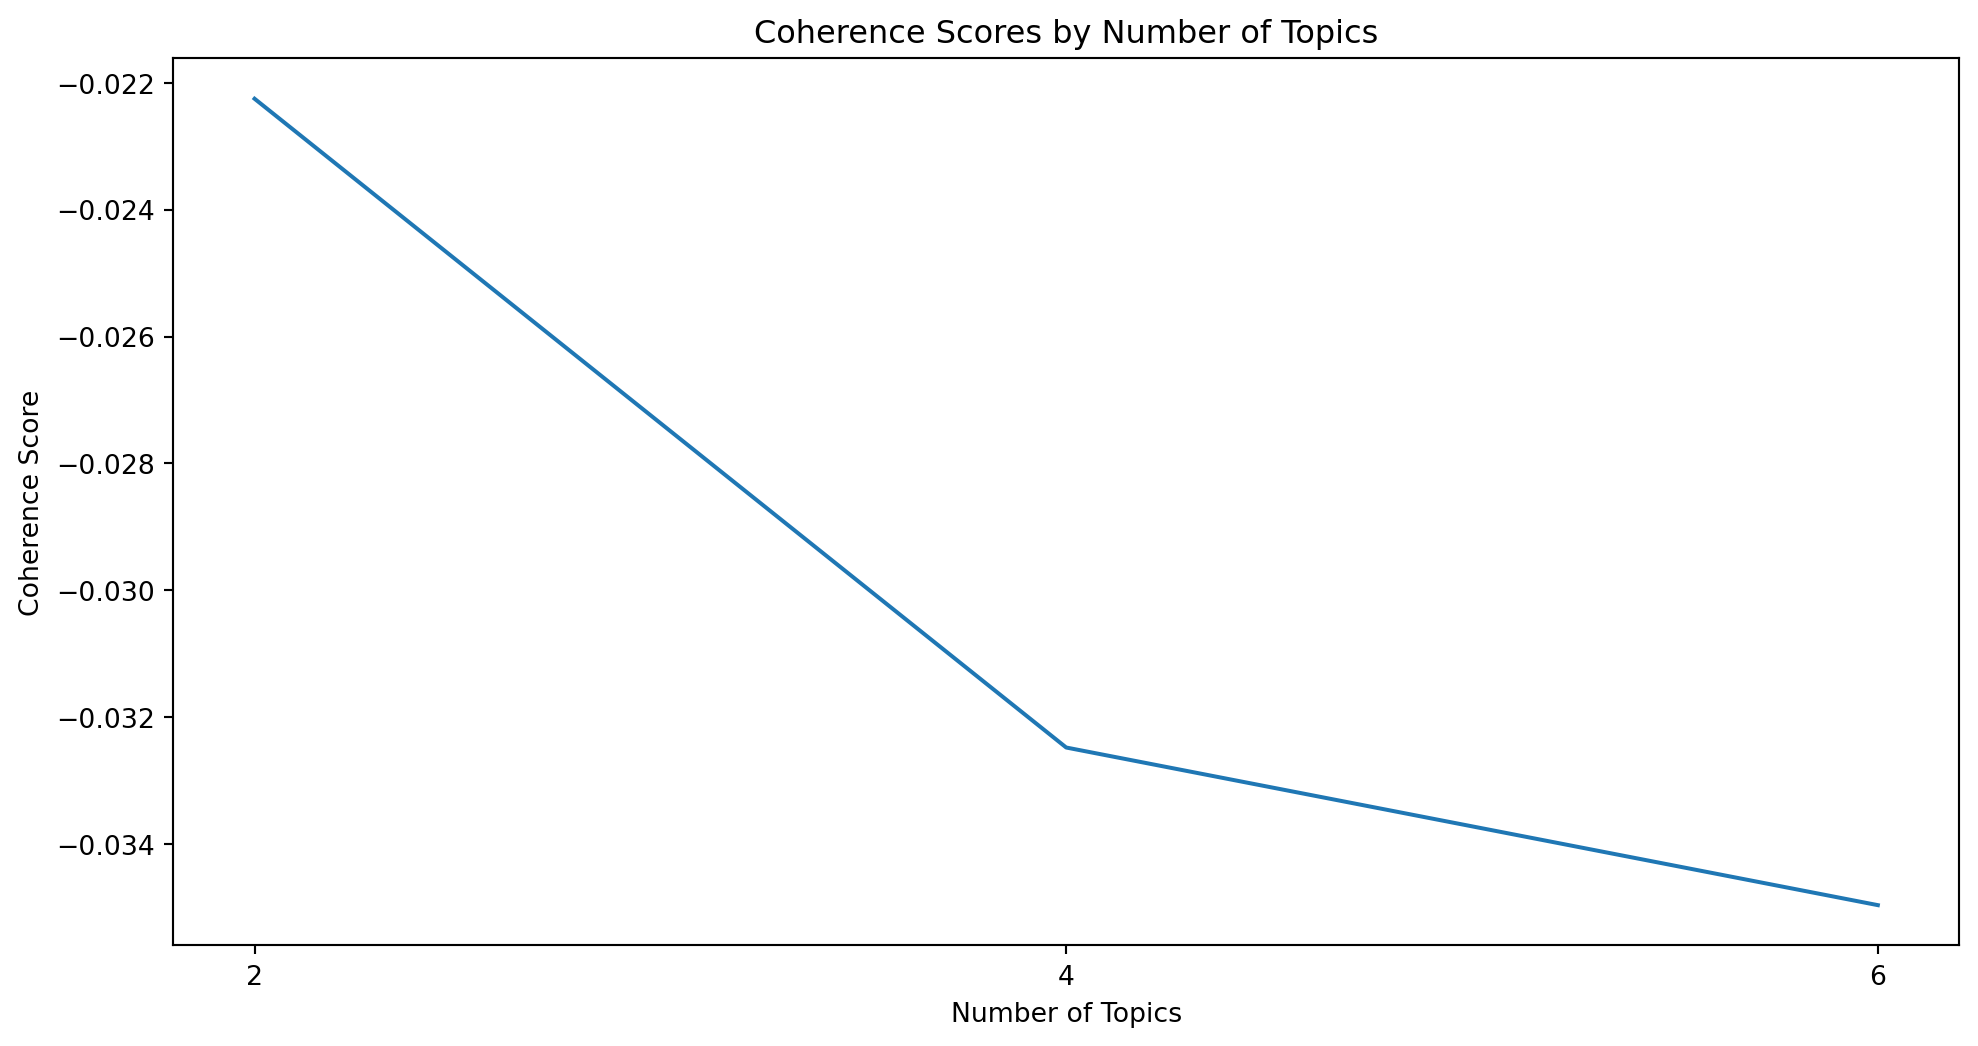 Coherence Scores by Number of Topics
−0.022
−0.024
−0.026
−0.028
−0.030
−0.032
−0.034
Coherence Score
2 4 6
Number of Topics